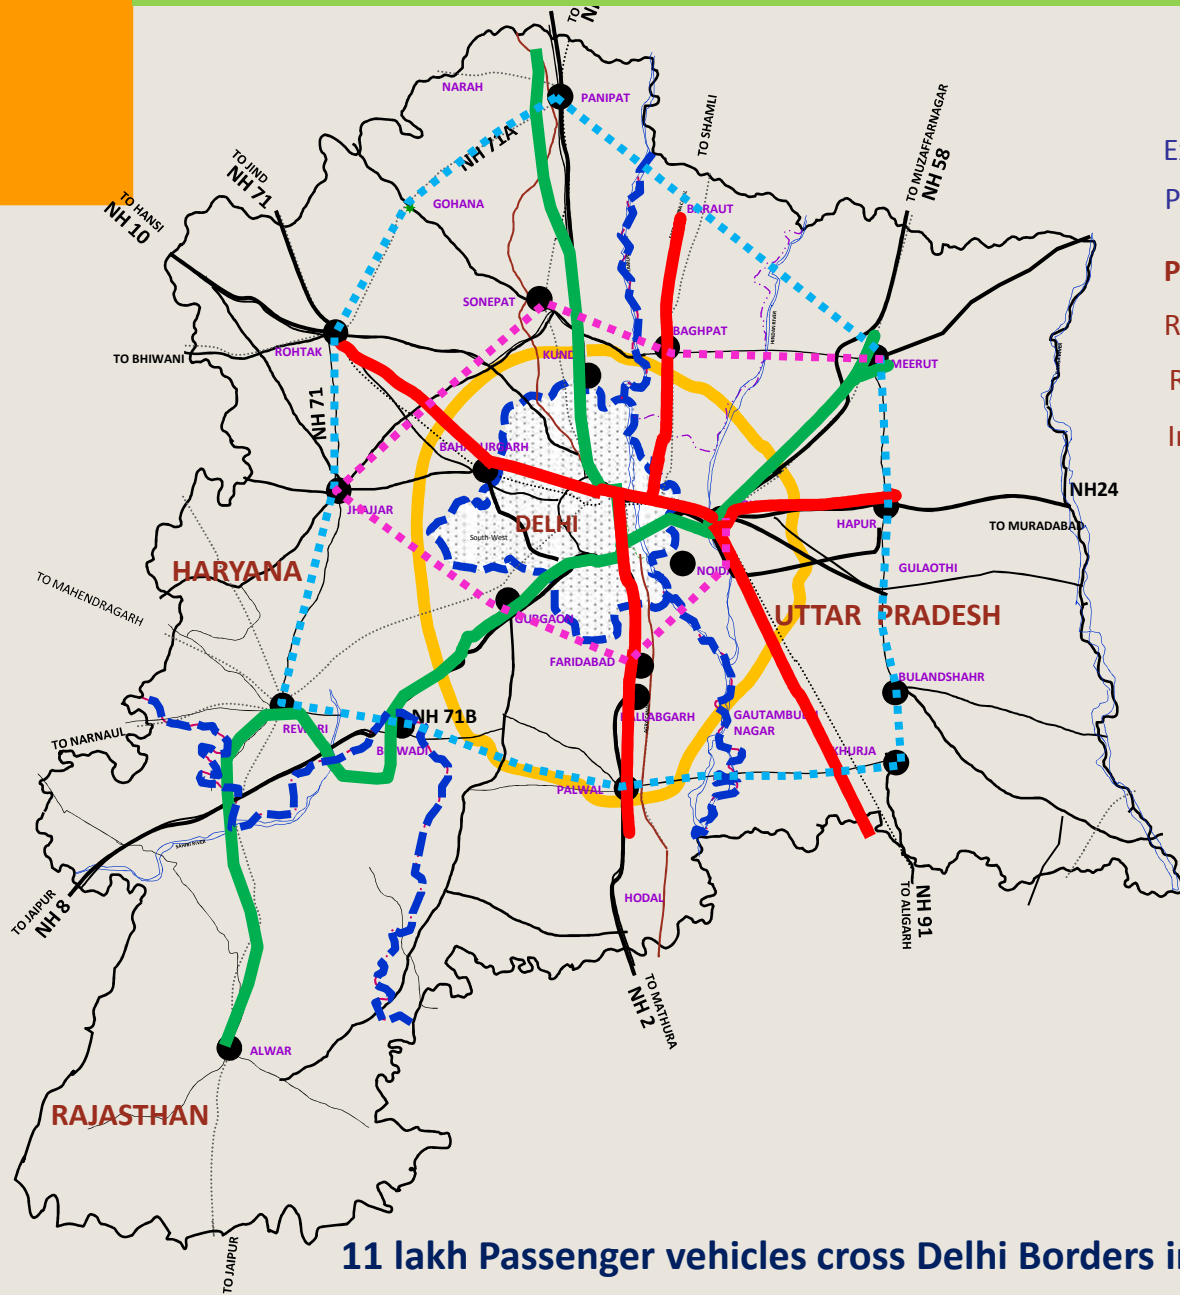 NARAH
PANIPAT
NH 71A
TO SHAMLI
TO MUZAFFARNAGAR
NH 58
TO JIND
NH 71
TO HANSI
NH 10
GOHANA
BARAUT
SONEPAT
BAGHPAT
ROHTAK
TO BHIWANI
MEERUT
NH 71
JHAJJAR
DELHI
South-West
HAPUR
NH24
TO MURADABAD
HARYANA
TO MAHENDRAGARH
NOIDA
GULAOTHI
GURGAON
UTTAR PRADESH
FARIDABAD
BULANDSHAHR
NH 71B
GAUTAMBUDH
NAGAR
TO NARNAUL
REWARI
KHURJA
PALWAL
TO JAIPUR
NH 8
HODAL
NH 91
TO ALIGARH
TO MATHURA
NH 2
ALWAR
RAJASTHAN
TO JAIPUR
11 lakh Passenger vehicles cross Delhi Borders